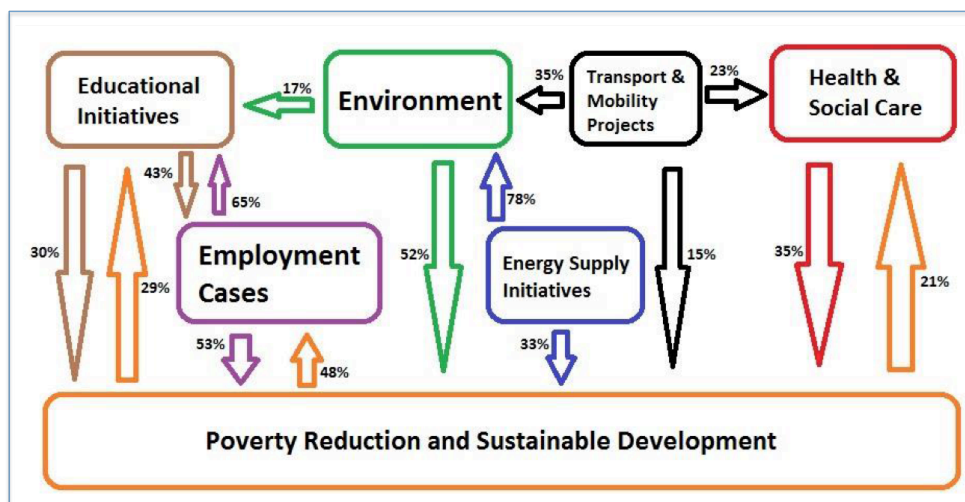 Educational
Initiatives
17%
Environment
35%
Transport &
Mobility
Projects
23%
Health &
Social Care
43%
65%
78%
30%
29%
Employment
Cases
52%
Energy Supply
Initiatives
15%
35%
21%
53%
48%
33%
Poverty Reduction and Sustainable Development